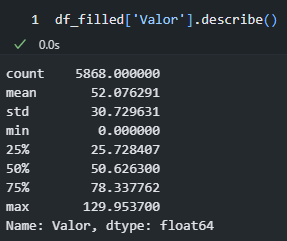 1 df_filled['Valor'].describe()
✓ 0.0s
count 5868.000000
mean 52.076291
std 30.729631
min 0.000000
25% 25.728407
50% 50.626300
75% 78.337762
max 129.953700
Name: Valor, dtype: float64